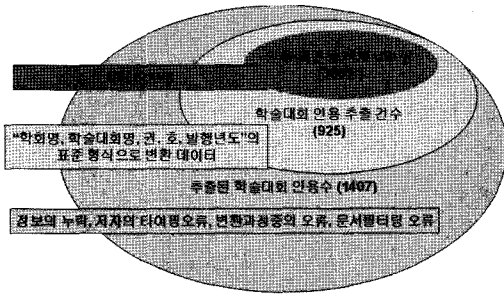 학술대회 인용 추출 건수
(925)
"학회명, 학술대회명, 권. 호, 발행년도"의
표준 형식으로 변환 데이터
추출된 학술대회 인용수 (1407)
정보의 누락, 저자의 타이핑오류, 변환과정중의 오류, 문서필터링 오류